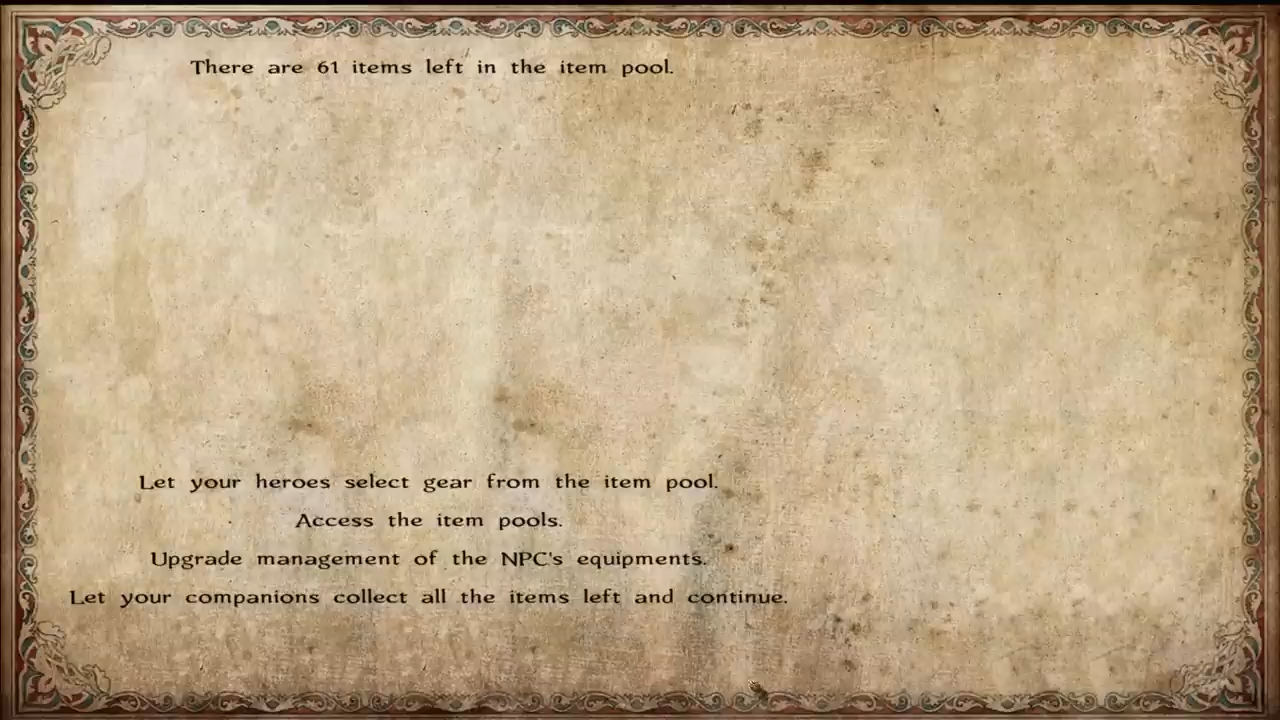 There are 61 items left in the item pool.
Let your heroes select gear from the item pool.
Access the item pools.
Upgrade management of the NPC's equipments.
Let your companions collect all the items left and continue.